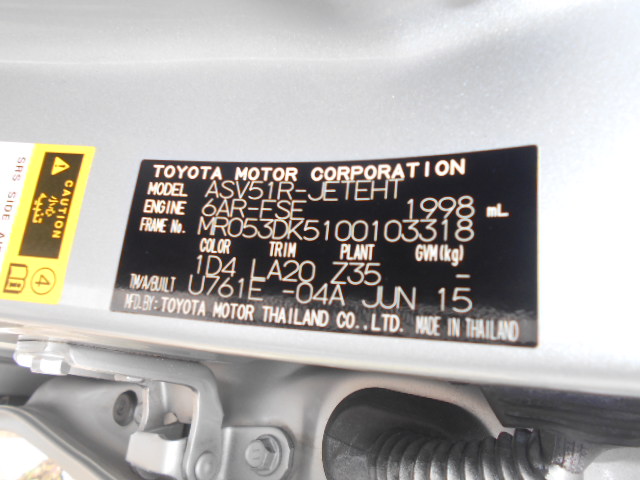 TOYOTA MOTOR CORPORATION
MODEL ASV51R-JETEHT
ENGINE 6AR-FSE 1998 mL
FRAME No. MR053DK5100103318
COLOR TRIM PLANT GVM(kg)
1D4 LA20 Z35 -
TM/A/BUILT U761E -04A JUN 15
MFD.BY: TOYOTA MOTOR THAILAND CO.,LTD. MADE IN THAILAND
CAUTION
4
SRS SIDE